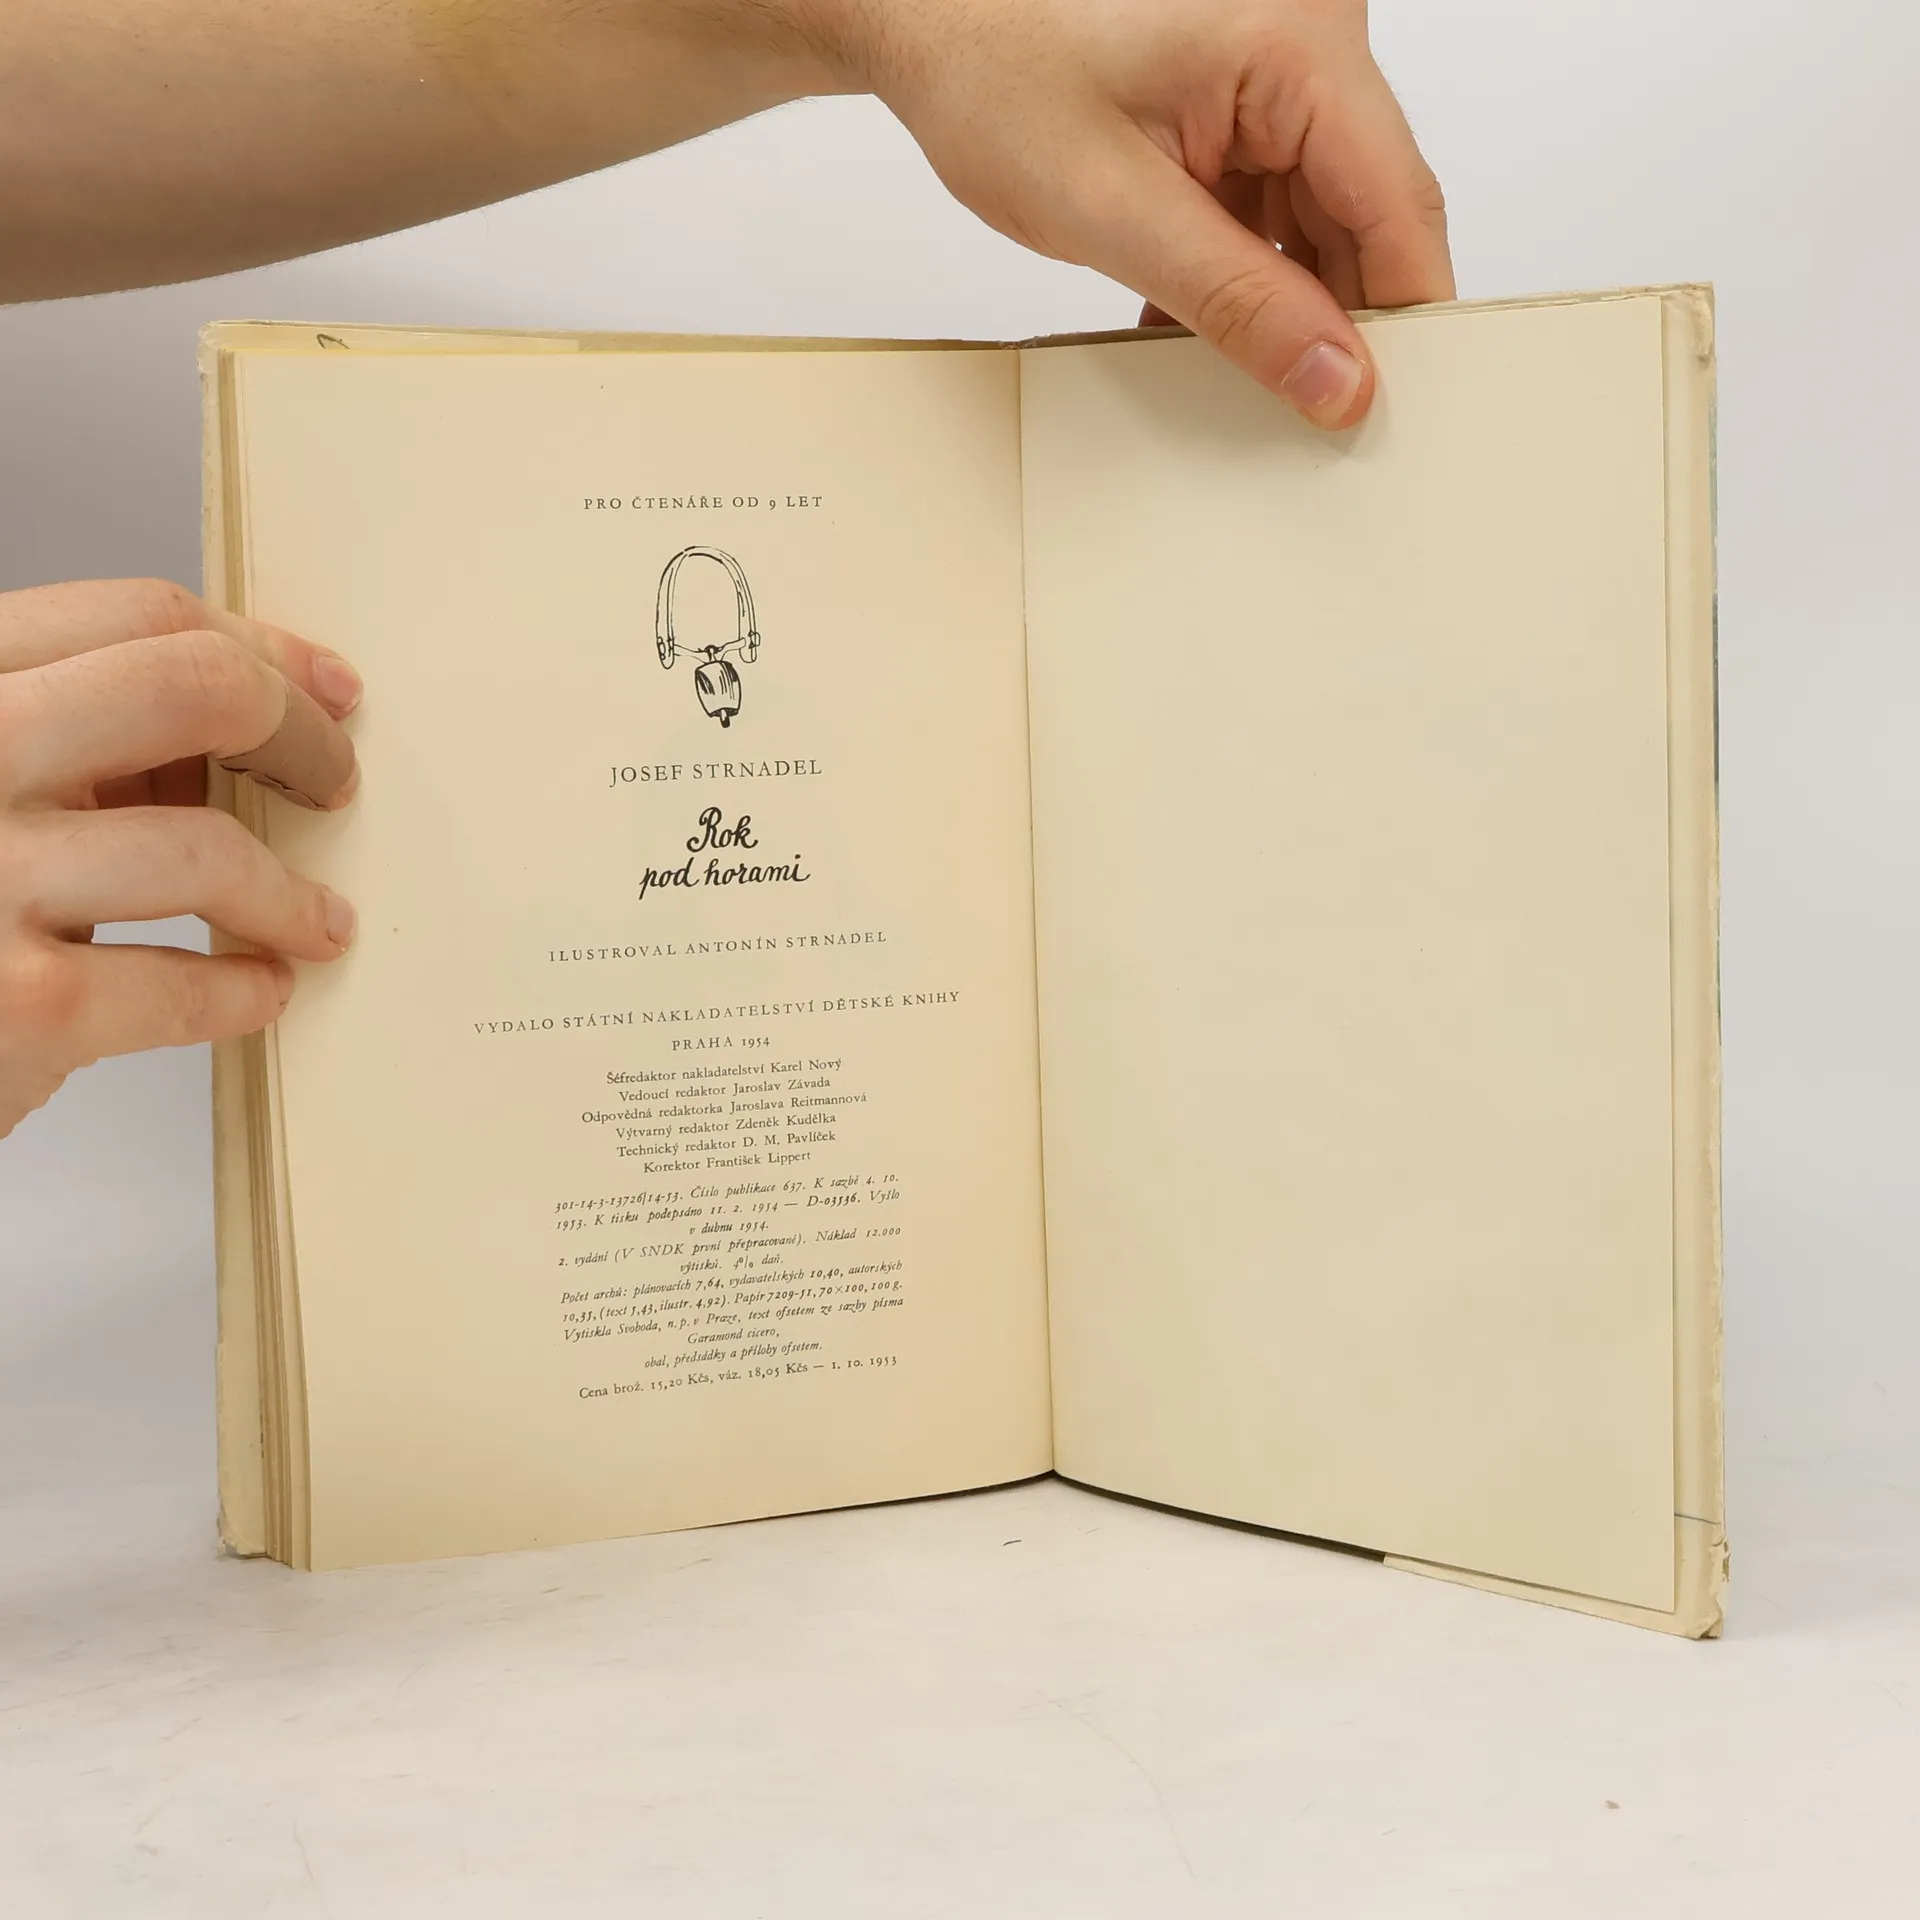 PRO ČTENÁŘE OD 9 LET
JOSEF STRNADEL
Rok
pod horami
ILUSTROVAL ANTONÍN STRNADEL
VYDALO STÁTNÍ NAKLADATELSTVÍ DĚTSKÉ KNIHY
PRAHA 1954
Šéfredaktor nakladatelství Karel Nový
Vedoucí redaktor Jaroslav Závada
Odpovědná redaktorka Jaroslava Reitmannová
Výtvarný redaktor Zdeněk Kudělka
Technický redaktor D. M. Pavlíček
Korektor František Lippert
301-14-3-13726|14-53. Číslo publikace 637. K sazbě 4. 10.
1953. K tisku podepsáno 11. 2. 1954 — D-03536. Vyšlo
v dubnu 1954.
2. vydání (V SNDK první přepracované). Náklad 12.000
výtisků. 4% daň.
Počet archů: plánovacích 7,64, vydavatelských 10,40, autorských
10,35, (text 5,43, ilustr. 4,92). Papír 7209-51, 70×100, 100 g.
Vytiskla Svoboda, n. p. v Praze, text ofsetem ze sazby písma
Garamond cicero,
obal, předsádky a přílohy ofsetem.
Cena brož. 15,20 Kčs, váz. 18,05 Kčs — 1. 10. 1953